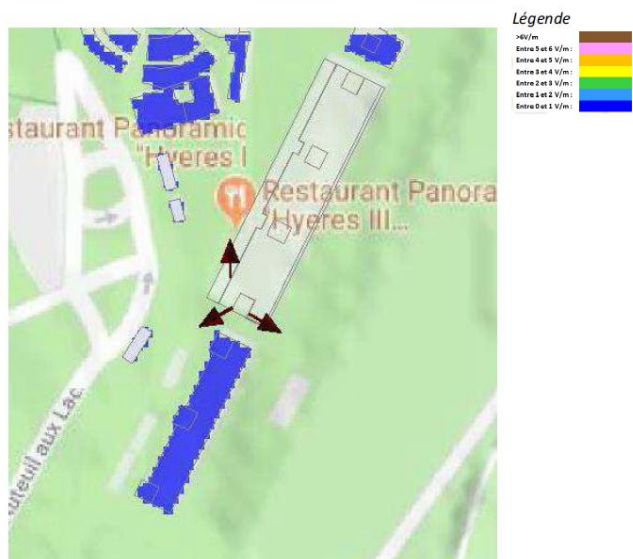 Légende
>6V/m
Entre 5 et 6 V/m :
Entre 4 et 5 V/m :
Entre 3 et 4 V/m :
Entre 2 et 3 V/m :
Entre 1 et 2 V/m :
Entre 0 et 1 V/m :
staurant Panoramic
"Hyeres I
Restaurant Panora
Hyeres III...
uteuil aux Lac.